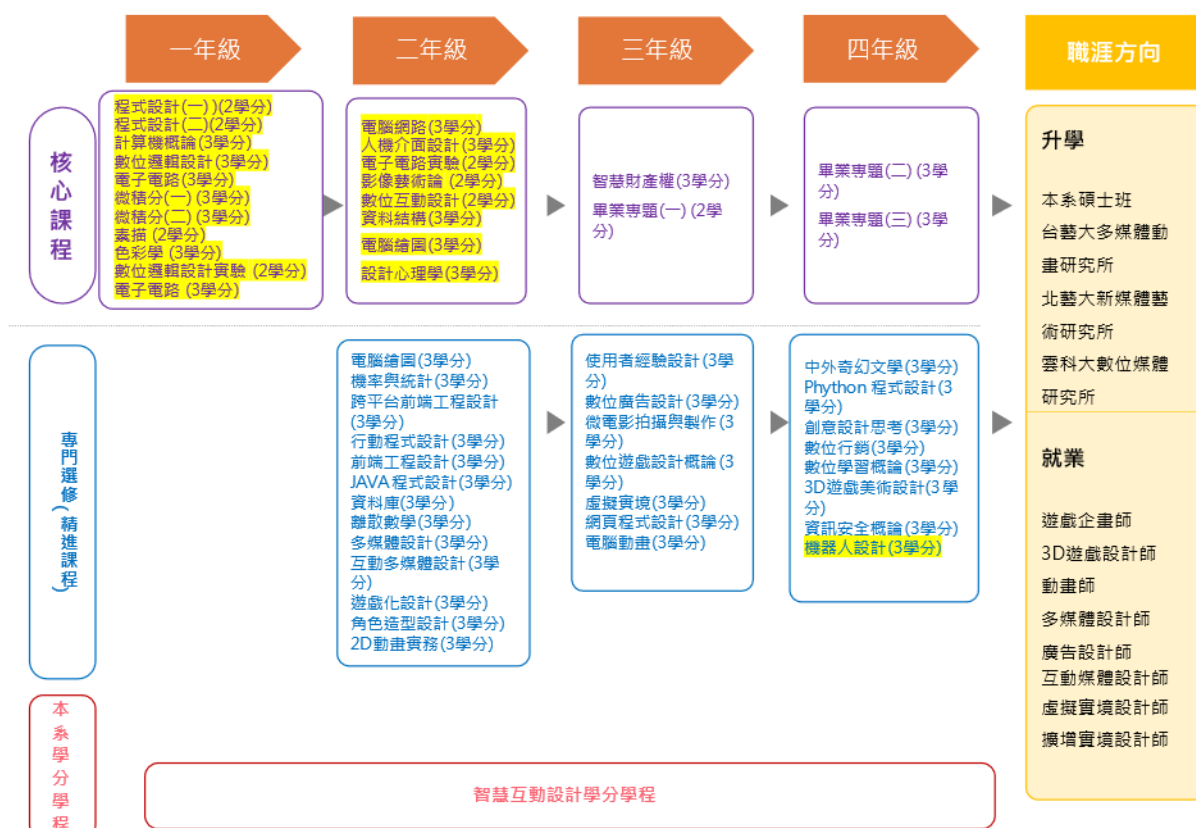 一年級
二年級
三年級
四年級
職涯方向
核心課程
程式設計(一) )(2學分)
程式設計(二)(2學分)
計算機概論(3學分)
數位邏輯設計(3學分)
電子電路(3學分)
微積分(一) (3學分)
微積分(二) (3學分)
素描 (2學分)
色彩學 (3學分)
數位邏輯設計實驗 (2學分)
電子電路 (3學分)
電腦網路(3學分)
人機介面設計(3學分)
電子電路實驗(2學分)
影像藝術論 (2學分)
數位互動設計(2學分)
資料結構(3學分)
電腦繪圖(3學分)
設計心理學(3學分)
智慧財產權(3學分)
畢業專題(一) (2學
分)
畢業專題(二) (3學
分)
畢業專題(三) (3學
分)
專門選修(精進課程)
電腦繪圖(3學分)
機率與統計(3學分)
跨平台前端工程設計
(3學分)
行動程式設計(3學分)
前端工程設計(3學分)
JAVA程式設計(3學分)
資料庫(3學分)
離散數學(3學分)
多媒體設計(3學分)
互動多媒體設計(3學
分)
遊戲化設計(3學分)
角色造型設計(3學分)
2D動畫實務(3學分)
使用者經驗設計(3學
分)
數位廣告設計(3學分)
微電影拍攝與製作(3
學分)
數位遊戲設計概論(3
學分)
虛擬實境(3學分)
網頁程式設計(3學分)
電腦動畫(3學分)
中外奇幻文學(3學分)
Phython 程式設計(3
學分)
創意設計思考(3學分)
數位行銷(3學分)
數位學習概論(3學分)
3D遊戲美術設計(3學
分)
資訊安全概論(3學分)
機器人設計(3學分)
升學
本系碩士班
台藝大多媒體動
畫研究所
北藝大新媒體藝
術研究所
雲科大數位媒體
研究所
就業
遊戲企畫師
3D遊戲設計師
動畫師
多媒體設計師
廣告設計師
互動媒體設計師
虛擬實境設計師
擴增實境設計師
本系學分學程
智慧互動設計學分學程